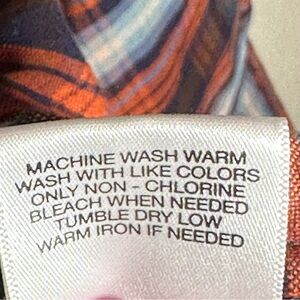 MACHINE WASH WARM
WASH WITH LIKE COLORS
ONLY NON - CHLORINE
BLEACH WHEN NEEDED
TUMBLE DRY LOW
WARM IRON IF NEEDED